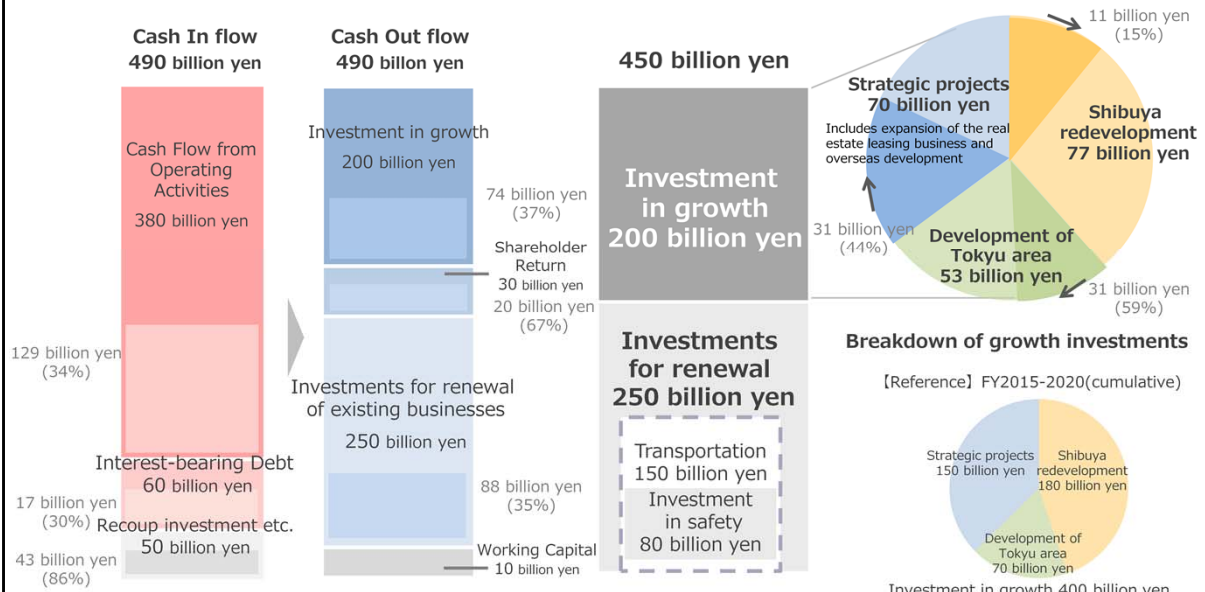 Cash In flow
490 billion yen
Cash Flow from
Operating
Activities
380 billion yen
129 billion yen
(34%)
Interest-bearing Debt
60 billion yen
17 billion yen
(30%)
Recoup investment etc.
50 billion yen
43 billion yen
(86%)
Cash Out flow
490 billon yen
Investment in growth
200 billion yen
74 billion yen
(37%)
Shareholder
Return
30 billion yen
20 billion yen
(67%)
Investments for renewal
of existing businesses
250 billion yen
88 billion yen
(35%)
Working Capital
10 billion yen
450 billion yen
Investment
in growth
200 billion yen
Investments
for renewal
250 billion yen
Transportation
150 billion yen
Investment
in safety
80 billion yen
11 billion yen
(15%)
Strategic projects
70 billion yen
Includes expansion of the real
estate leasing business and
overseas development
Shibuya
redevelopment
77 billion yen
31 billion yen
(44%)
Development of
Tokyu area
53 billion yen
31 billion yen
(59%)
Breakdown of growth investments
【Reference】FY2015-2020(cumulative)
Strategic projects
150 billion yen
Shibuya
redevelopment
180 billion yen
Development of
Tokyu area
70 billion yen
Investment in growth 400 billion yen